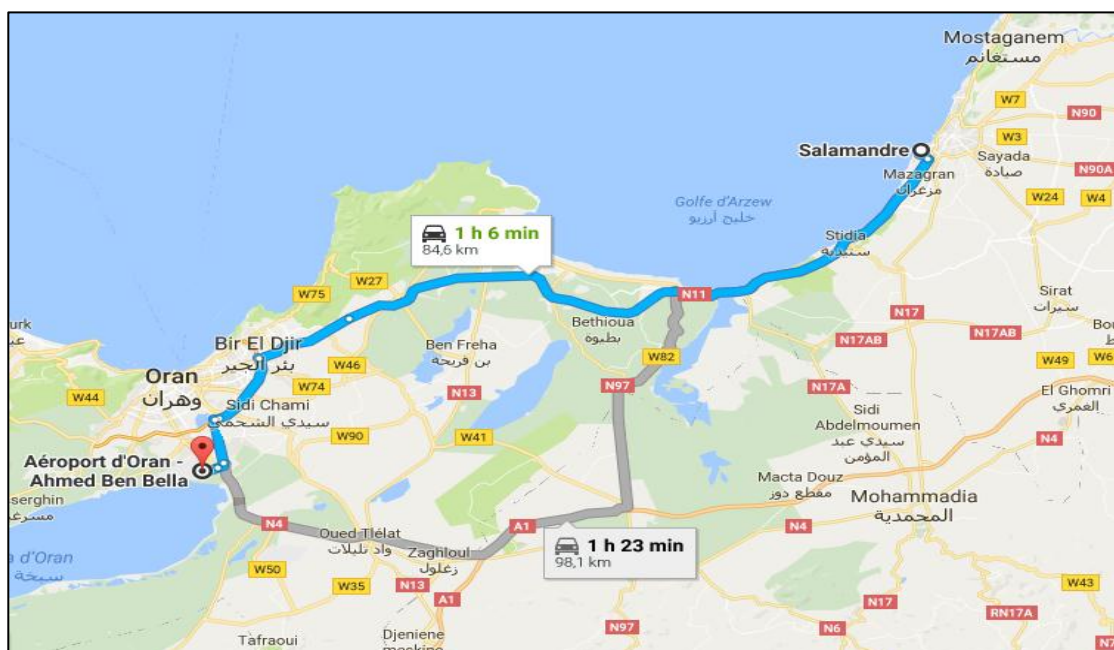 Mostaganem
مستغانم
W7
N90
Salamandre
W3
Sayada
صيادة
N90A
Mazagran
مزغران
W24
W4
Golfe d'Arzew
خليج ارزيو
1 h 6 min
84,6 km
Stidia
ستيدية
W27
W75
N11
Sirat
سيرات
N17
Bethioua
بطيوة
Bir El Djir
بئر الجير
Ben Freha
بن فريحة
N17AB
N17AB
W82
W46
W49
Oran
وهران
W44
W74
N13
N97
N17A
El Ghomri
الغمري
Sidi Chami
سيدي الشحمي
Sidi
Abdelmoumen
سيدي عبد
المؤمن
W90
W41
N4
Aéroport d'Oran -
Ahmed Ben Bella
Macta Douz
مقطع دوز
Mohammadia
المحمدية
sserghin
N4
A1
N4
Oued Tlélat
واد تليلات
1 h 23 min
98,1 km
Zaghloul
زغلول
a d'Oran
W50
W35
N13
A1
W43
N17
RN17A
Tafraoui
Djeniene
meskine
N97
N6